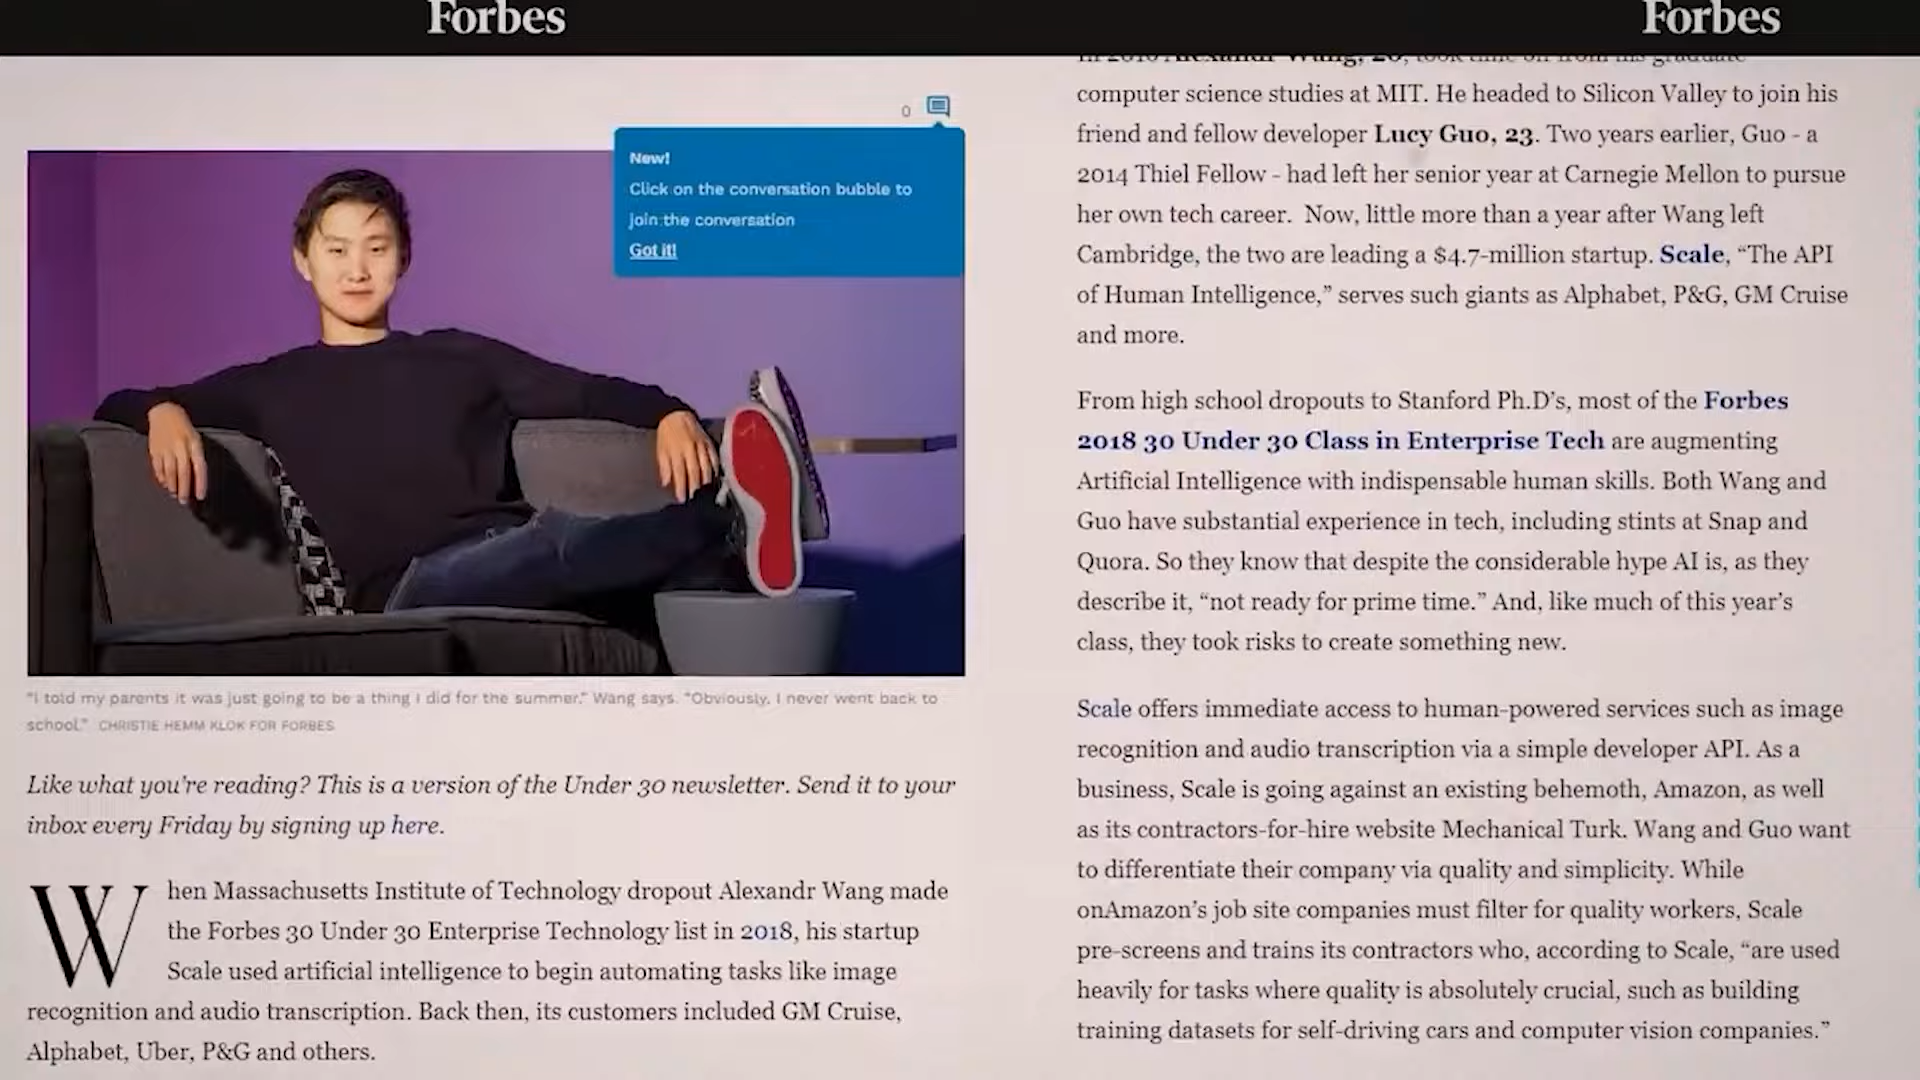 Forbes
0
New!
Click on the conversation bubble to
join the conversation
Got it!
"I told my parents it was just going to be a thing I did for the summer," Wang says. "Obviously, I never went back to
school." CHRISTIE HEMM KLOK FOR FORBES
Like what you're reading? This is a version of the Under 30 newsletter. Send it to your
inbox every Friday by signing up here.
When Massachusetts Institute of Technology dropout Alexandr Wang made
the Forbes 30 Under 30 Enterprise Technology list in 2018, his startup
Scale used artificial intelligence to begin automating tasks like image
recognition and audio transcription. Back then, its customers included GM Cruise,
Alphabet, Uber, P&G and others.
Forbes
In 2016 Alexandr Wang, 20, took time off from his graduate
computer science studies at MIT. He headed to Silicon Valley to join his
friend and fellow developer Lucy Guo, 23. Two years earlier, Guo - a
2014 Thiel Fellow - had left her senior year at Carnegie Mellon to pursue
her own tech career. Now, little more than a year after Wang left
Cambridge, the two are leading a $4.7-million startup. Scale, “The API
of Human Intelligence,” serves such giants as Alphabet, P&G, GM Cruise
and more.
From high school dropouts to Stanford Ph.D’s, most of the Forbes
2018 30 Under 30 Class in Enterprise Tech are augmenting
Artificial Intelligence with indispensable human skills. Both Wang and
Guo have substantial experience in tech, including stints at Snap and
Quora. So they know that despite the considerable hype AI is, as they
describe it, “not ready for prime time.” And, like much of this year’s
class, they took risks to create something new.
Scale offers immediate access to human-powered services such as image
recognition and audio transcription via a simple developer API. As a
business, Scale is going against an existing behemoth, Amazon, as well
as its contractors-for-hire website Mechanical Turk. Wang and Guo want
to differentiate their company via quality and simplicity. While
onAmazon’s job site companies must filter for quality workers, Scale
pre-screens and trains its contractors who, according to Scale, “are used
heavily for tasks where quality is absolutely crucial, such as building
training datasets for self-driving cars and computer vision companies.”